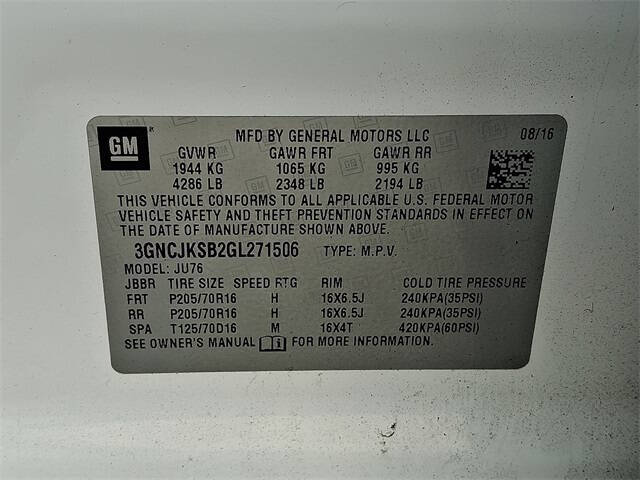 GM
MFD BY GENERAL MOTORS LLC 08/16
GVWR GAWR FRT GAWR RR
1944 KG 1065 KG 995 KG
4286 LB 2348 LB 2194 LB
THIS VEHICLE CONFORMS TO ALL APPLICABLE U.S. FEDERAL MOTOR
VEHICLE SAFETY AND THEFT PREVENTION STANDARDS IN EFFECT ON
THE DATE OF MANUFACTURE SHOWN ABOVE.
3GNCJKSB2GL271506 TYPE: M.P.V.
MODEL: JU76
JBBR TIRE SIZE SPEED RTG RIM COLD TIRE PRESSURE
FRT P205/70R16 H 16X6.5J 240KPA(35PSI)
RR P205/70R16 H 16X6.5J 240KPA(35PSI)
SPA T125/70D16 M 16X4T 420KPA(60PSI)
SEE OWNER'S MANUAL FOR MORE INFORMATION.